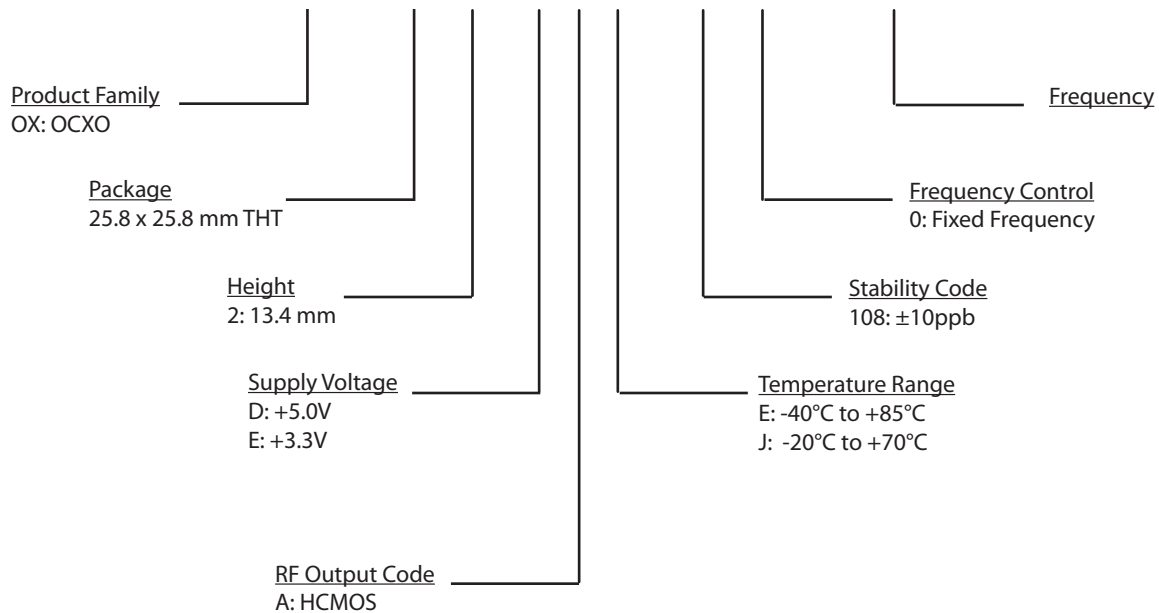 Product Family
OX: OCXO
Frequency
Package
25.8 x 25.8 mm THT
Frequency Control
0: Fixed Frequency
Height
2: 13.4 mm
Stability Code
108: ±10ppb
Supply Voltage
D: +5.0V
E: +3.3V
Temperature Range
E: -40°C to +85°C
J: -20°C to +70°C
RF Output Code
A: HCMOS